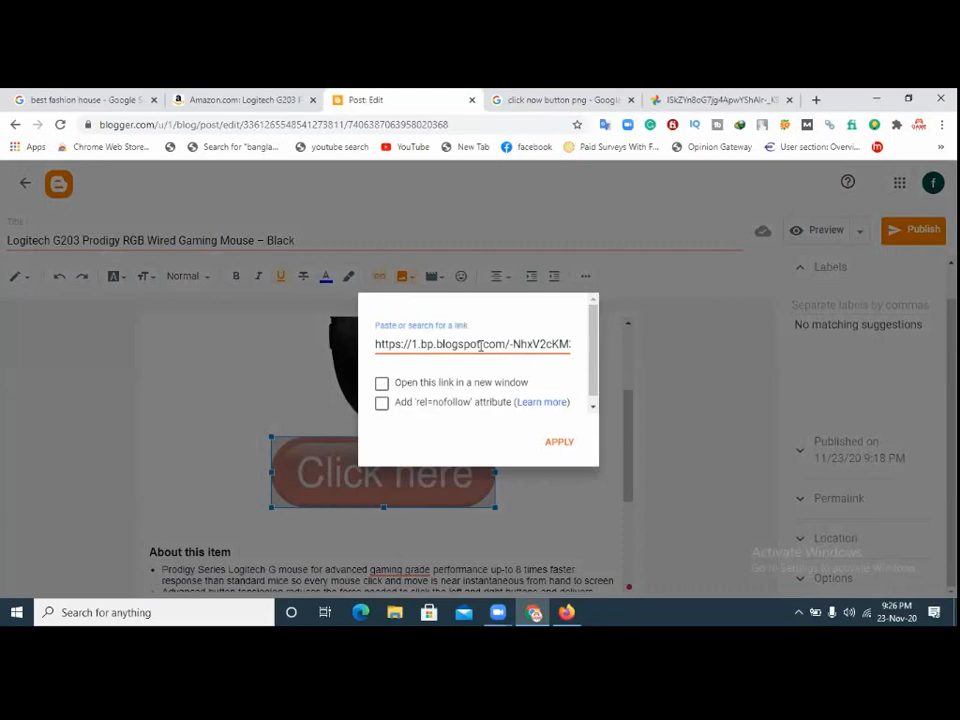 best fashion house - Google S
Amazon.com: Logitech G203 P
Post: Edit
click now button png - Google
blogger.com/u/1/blog/post/edit/3361265548541273811/7406387063958020368
Apps
Chrome Web Store...
Search for "bangla...
youtube search
YouTube
New Tab
facebook
Paid Surveys With F...
Opinion Gateway
User section: Overvi...
Title
Logitech G203 Prodigy RGB Wired Gaming Mouse – Black
Preview
Publish
Normal
B
I
U
A
Labels
Separate labels by commas
No matching suggestions
Paste or search for a link
https://1.bp.blogspot.com/-NhxV2cKM
Open this link in a new window
Add 'rel=nofollow' attribute (Learn more)
APPLY
Click here
Published on
11/23/20 9:18 PM
Permalink
Location
Options
Activate Windows
Go to Settings to activate Windows.
About this item
• Prodigy Series Logitech G mouse for advanced gaming grade performance up-to 8 times faster
response than standard mice so every mouse click and move is near instantaneous from hand to screen
Search for anything
9:26 PM
23-Nov-20